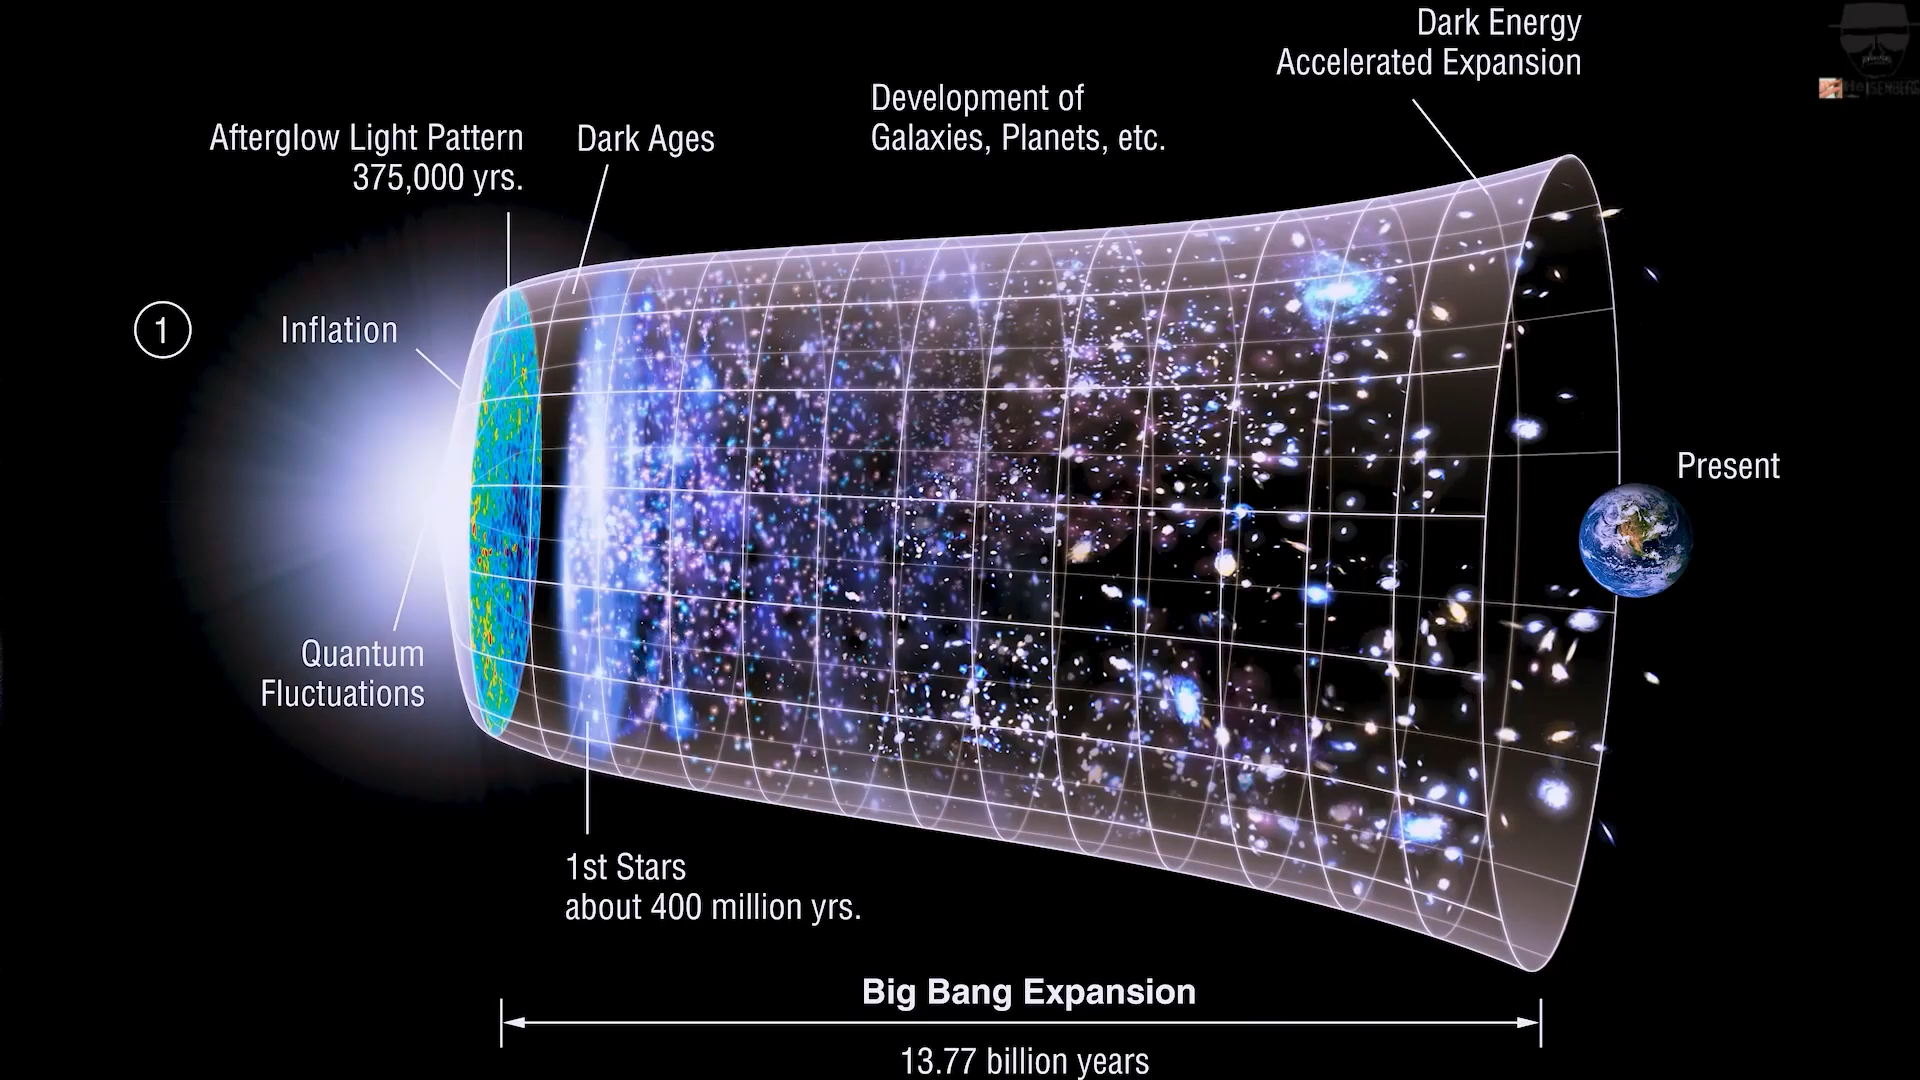 Dark Energy
Accelerated Expansion
Development of
Galaxies, Planets, etc.
Afterglow Light Pattern
375,000 yrs.
Dark Ages
1
Inflation
Present
Quantum
Fluctuations
1st Stars
about 400 million yrs.
Big Bang Expansion
13.77 billion years